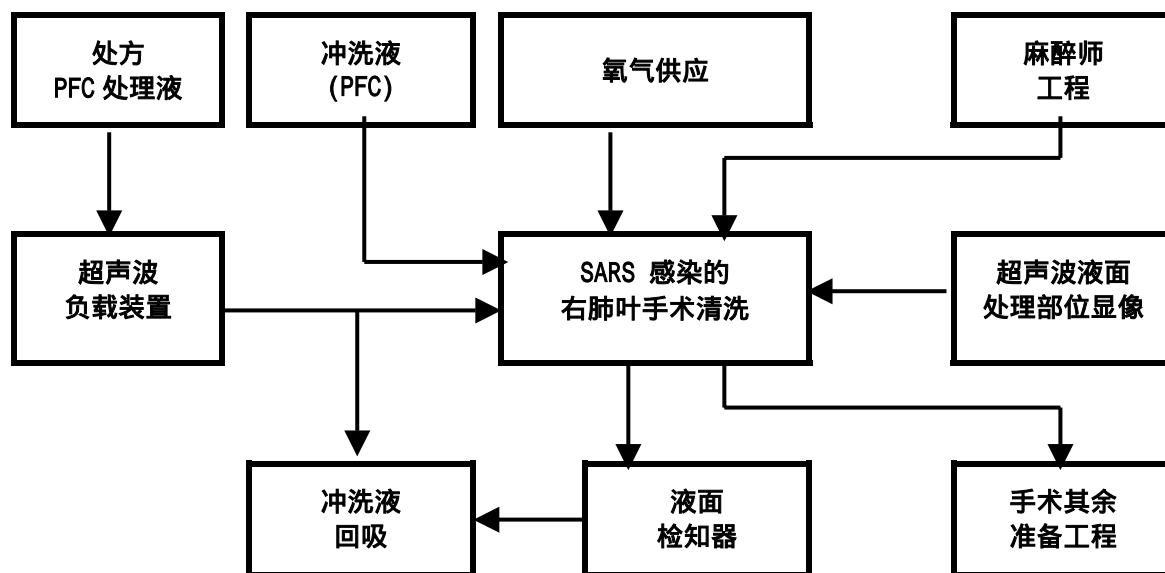 处方
PFC 处理液
冲洗液
(PFC)
氧气供应
麻醉师
工程
超声波
负载装置
SARS 感染的
右肺叶手术清洗
超声波液面
处理部位显像
冲洗液
回吸
液面
检知器
手术其余
准备工程